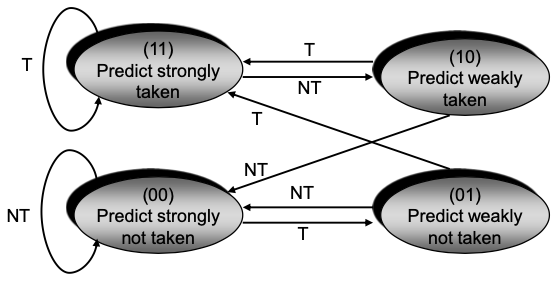 (11)
Predict strongly
taken
(10)
Predict weakly
taken
T
T
NT
T
NT
(00)
Predict strongly
not taken
(01)
Predict weakly
not taken
NT
NT
T